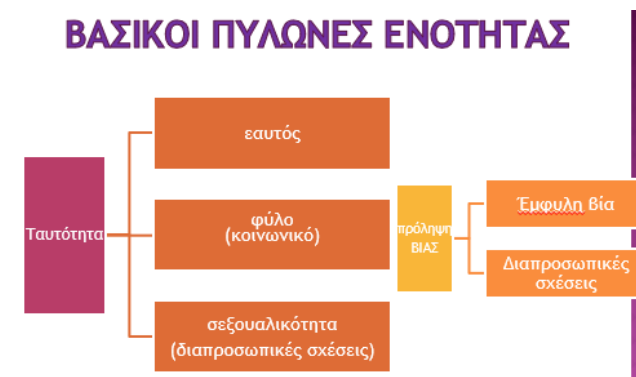 ΒΑΣΙΚΟΙ ΠΥΛΩΝΕΣ ΕΝΟΤΗΤΑΣ
Ταυτότητα
εαυτός
φύλο
(κοινωνικό)
σεξουαλικότητα
(διαπροσωπικές σχέσεις)
πρόληψη
ΒΙΑΣ
Έμφυλη βία
Διαπροσωπικές
σχέσεις